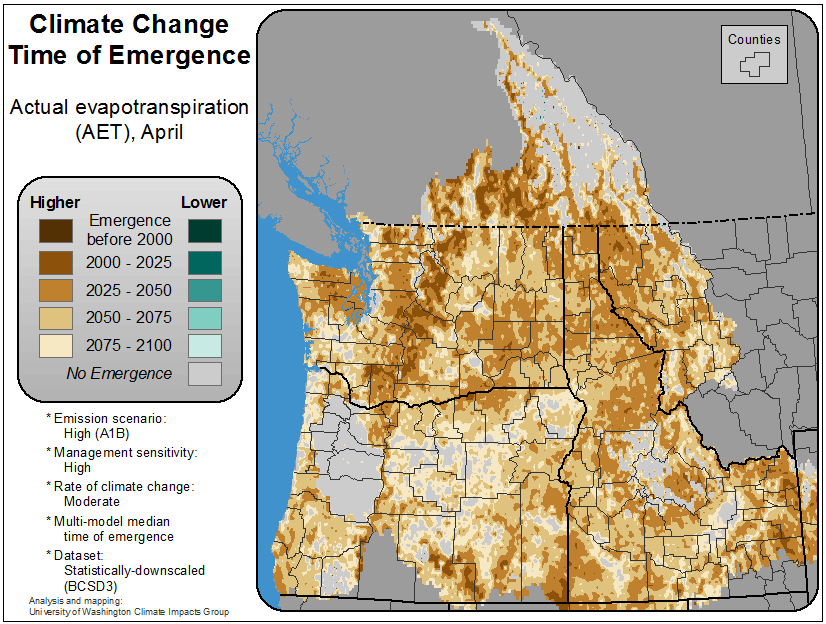 Climate Change
Time of Emergence
Actual evapotranspiration
(AET), April
Higher Lower
Emergence
before 2000
2000 - 2025
2025 - 2050
2050 - 2075
2075 - 2100
No Emergence
* Emission scenario:
High (A1B)
* Management sensitivity:
High
* Rate of climate change:
Moderate
* Multi-model median
time of emergence
* Dataset:
Statistically-downscaled
(BCSD3)
Analysis and mapping:
University of Washington Climate Impacts Group
Counties